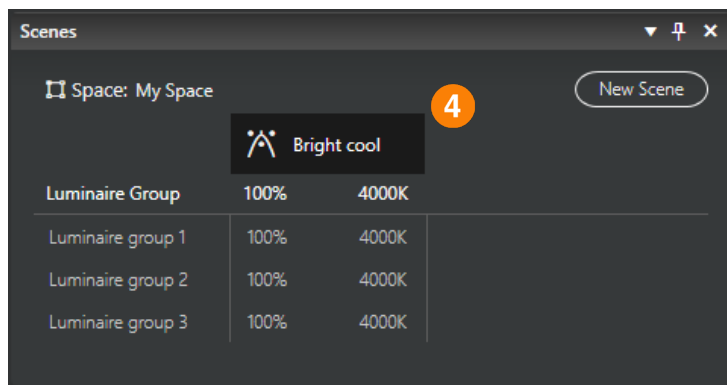 Scenes
Space: My Space
New Scene
4
Bright cool
Luminaire Group 100% 4000K
Luminaire group 1 100% 4000K
Luminaire group 2 100% 4000K
Luminaire group 3 100% 4000K